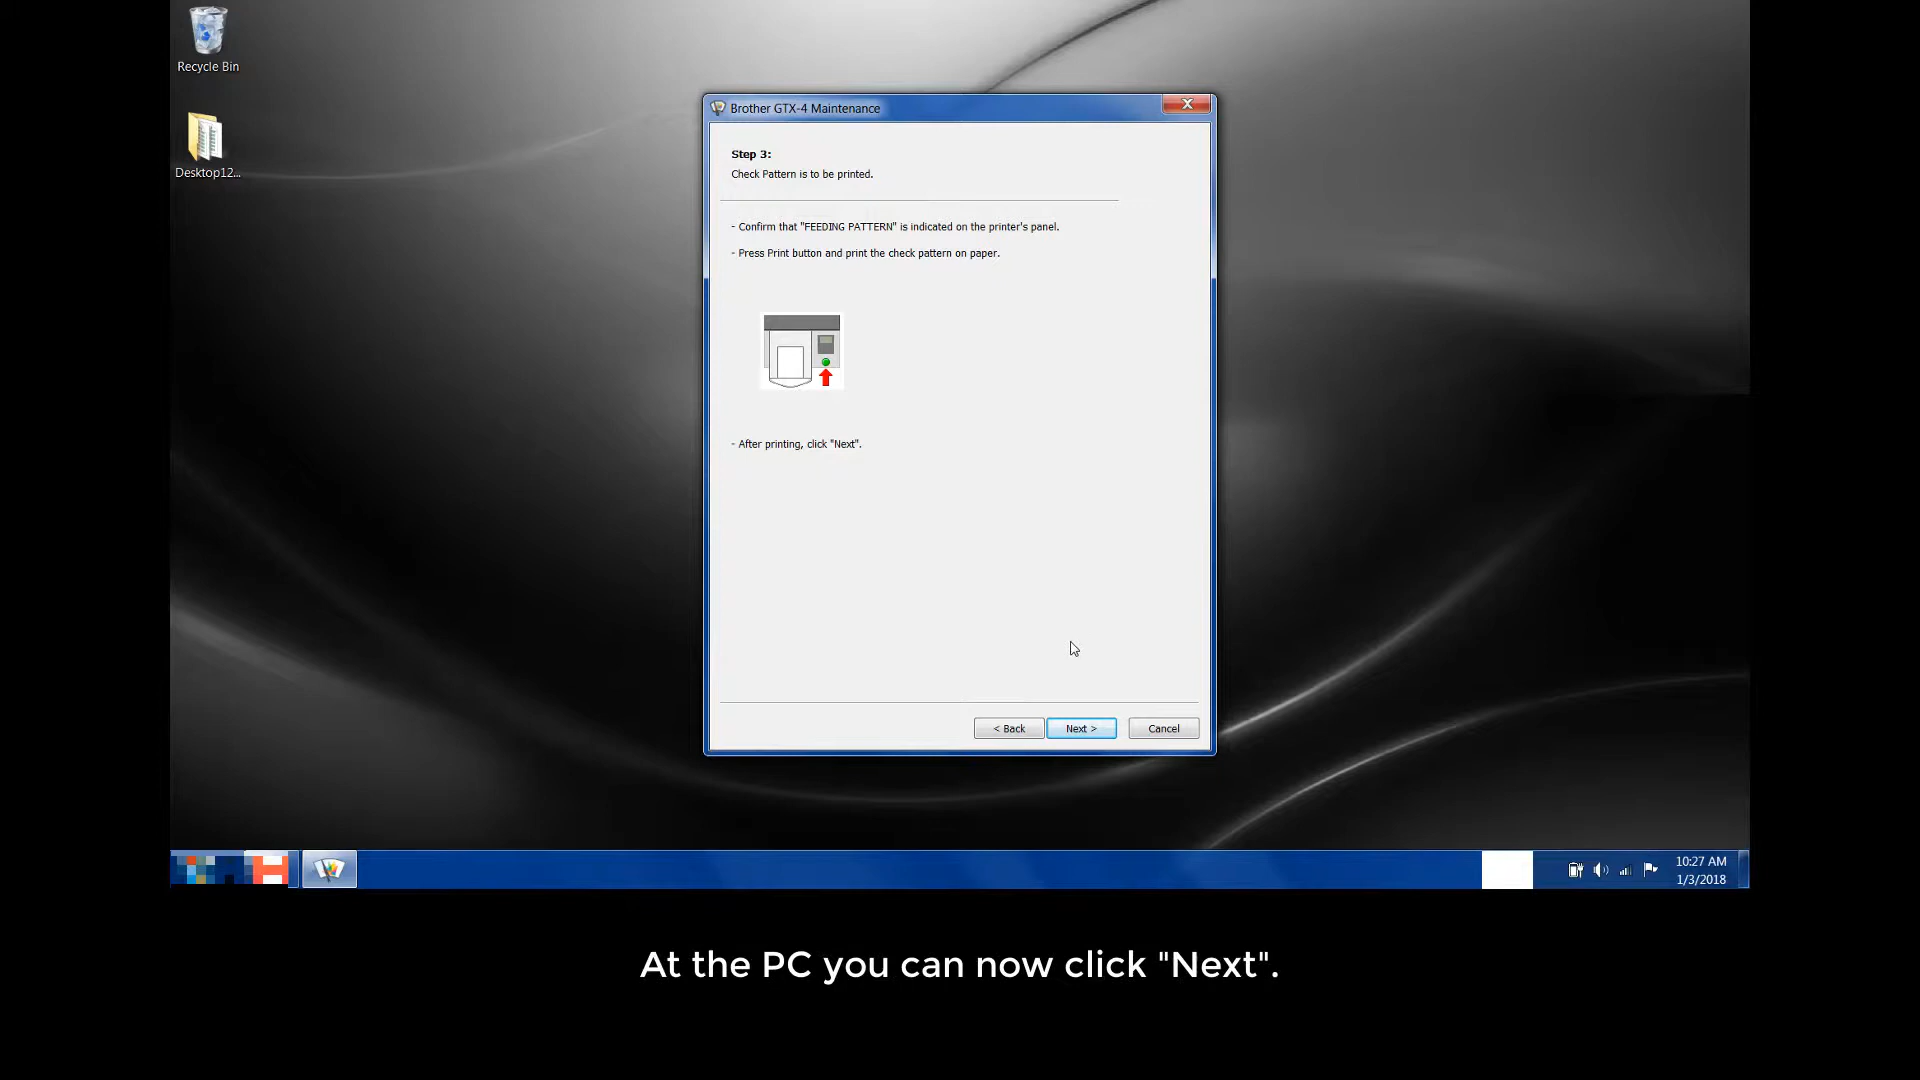 Recycle Bin
Desktop12...
Brother GTX-4 Maintenance
Step 3:
Check Pattern is to be printed.
- Confirm that "FEEDING PATTERN" is indicated on the printer's panel.
- Press Print button and print the check pattern on paper.
- After printing, click "Next".
< Back
Next >
Cancel
10:27 AM
1/3/2018
At the PC you can now click "Next".